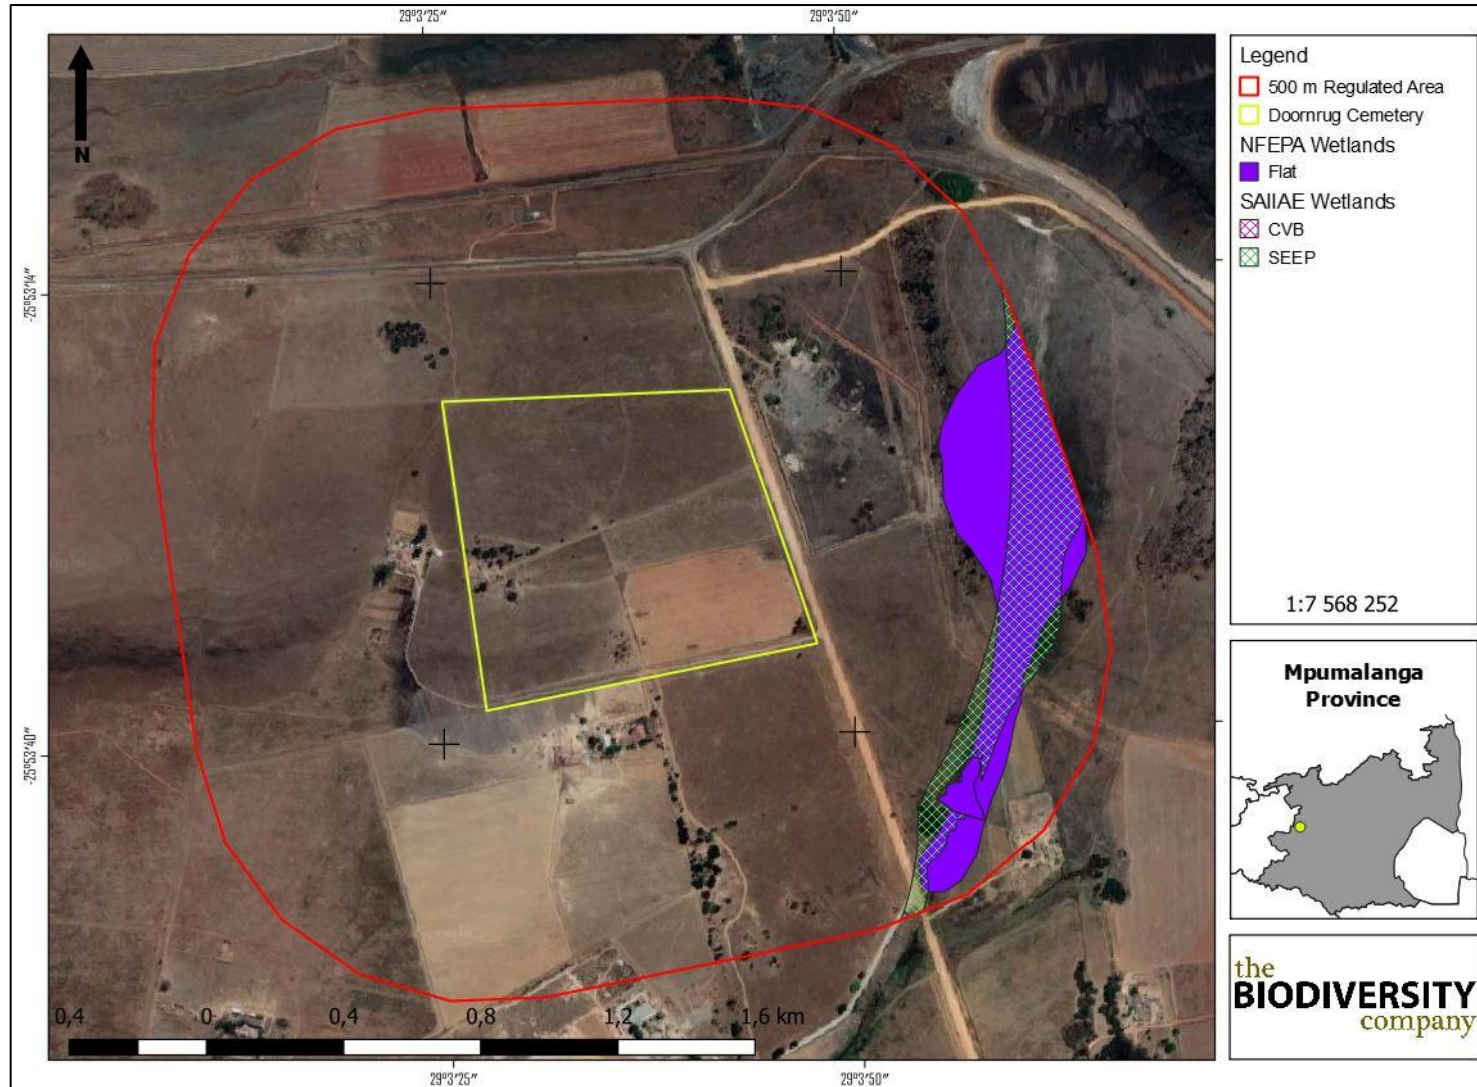 29°3'25"
29°3'50"
N
-25°53'14"
-25°53'40"
2022 Google
0,4
0
0,4
0,8
1,2
1,6 km
29°3'25"
29°3'50"
Legend
500 m Regulated Area
Doornrug Cemetery
NFEPA Wetlands
Flat
SAIIAE Wetlands
CVB
SEEP
1:7 568 252
Mpumalanga
Province
the
BIODIVERSITY
company